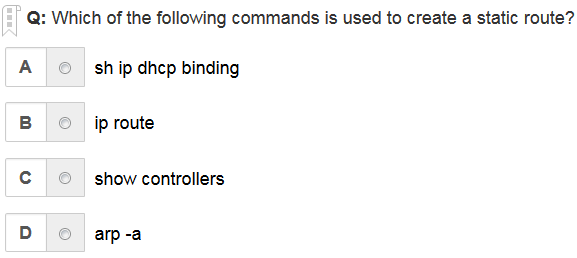 Q: Which of the following commands is used to create a static route?
A sh ip dhcp binding
B ip route
C show controllers
D arp -a